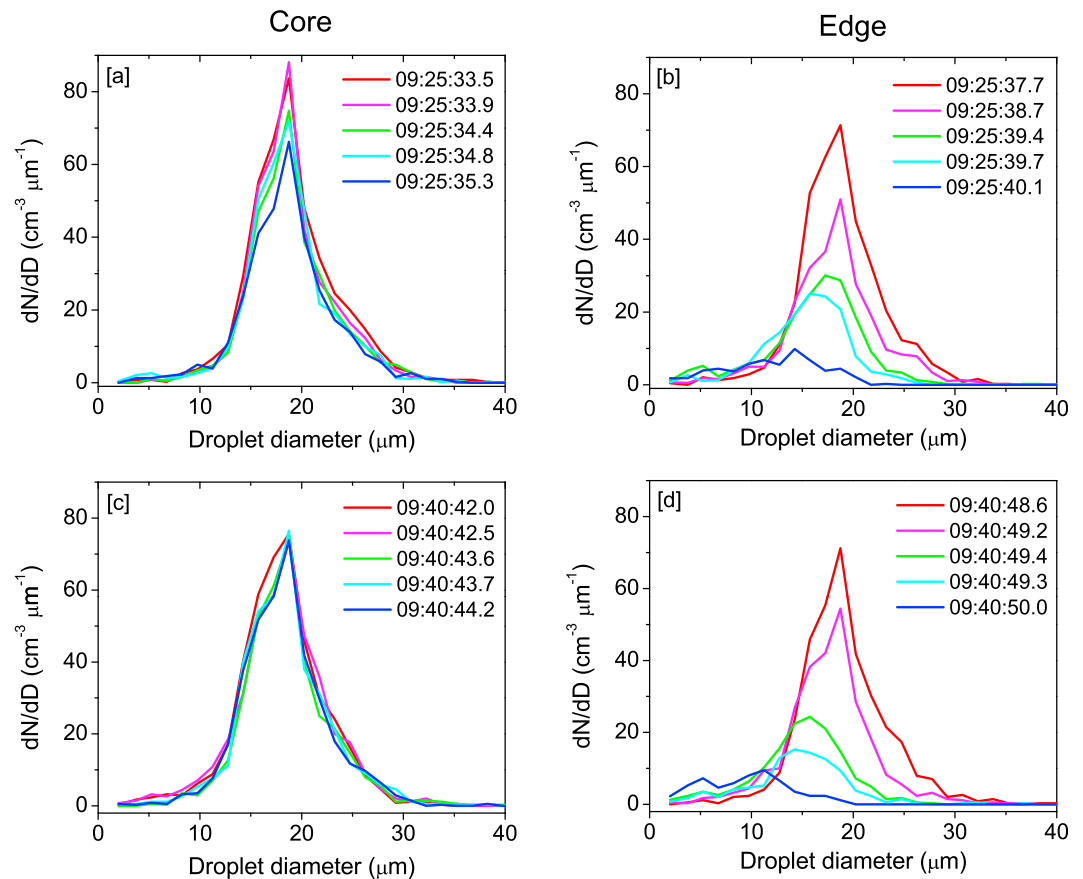 Core
Edge
[a]
09:25:33.5
09:25:33.9
09:25:34.4
09:25:34.8
09:25:35.3
80
60
40
20
0
dN/dD (cm⁻³ μm⁻¹)
0 10 20 30 40
Droplet diameter (μm)
[b]
09:25:37.7
09:25:38.7
09:25:39.4
09:25:39.7
09:25:40.1
80
60
40
20
0
dN/dD (cm⁻³ μm⁻¹)
0 10 20 30 40
Droplet diameter (μm)
[c]
09:40:42.0
09:40:42.5
09:40:43.6
09:40:43.7
09:40:44.2
80
60
40
20
0
dN/dD (cm⁻³ μm⁻¹)
0 10 20 30 40
Droplet diameter (μm)
[d]
09:40:48.6
09:40:49.2
09:40:49.4
09:40:49.3
09:40:50.0
80
60
40
20
0
dN/dD (cm⁻³ μm⁻¹)
0 10 20 30 40
Droplet diameter (μm)